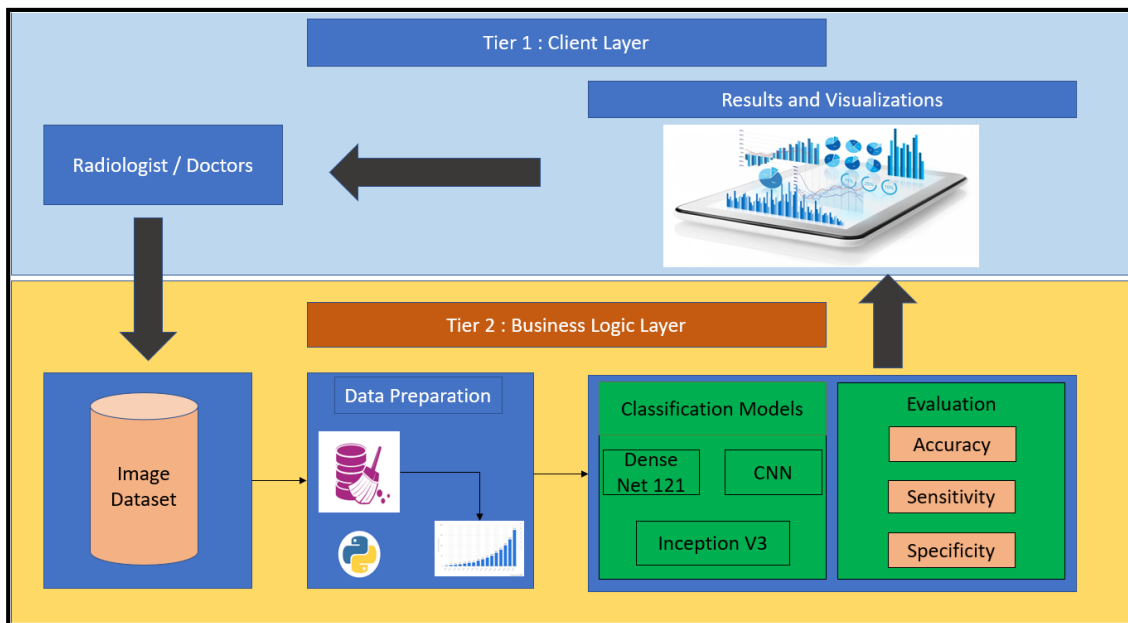 Tier 1 : Client Layer
Results and Visualizations
Radiologist / Doctors
Tier 2 : Business Logic Layer
Image
Dataset
Data Preparation
Classification Models
Dense
Net 121
CNN
Inception V3
Evaluation
Accuracy
Sensitivity
Specificity